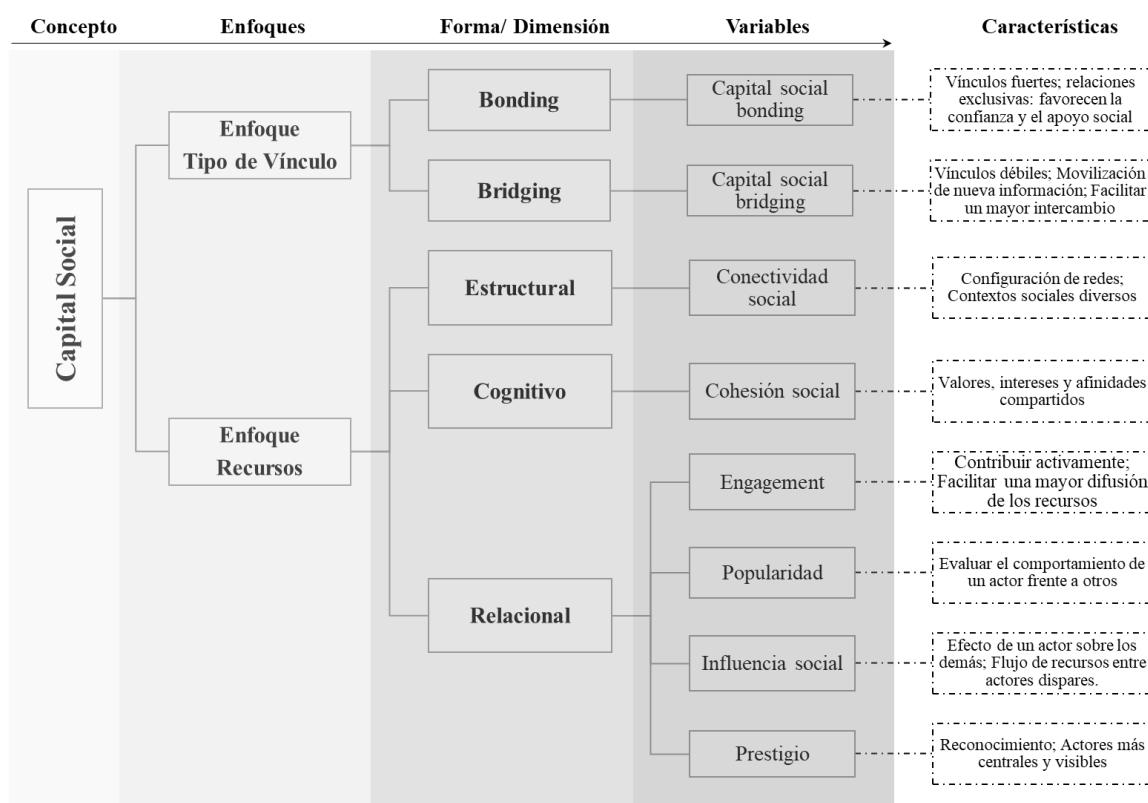 Concepto
Enfoques
Forma/ Dimensión
Variables
Características
Capital Social
Enfoque
Tipo de Vínculo
Enfoque
Recursos
Bonding
Bridging
Estructural
Cognitivo
Relacional
Capital social
bonding
Capital social
bridging
Conectividad
social
Cohesión social
Engagement
Popularidad
Influencia social
Prestigio
Vínculos fuertes; relaciones
exclusivas: favorecen la
confianza y el apoyo social
Vínculos débiles; Movilización
de nueva información; Facilitar
un mayor intercambio
Configuración de redes;
Contextos sociales diversos
Valores, intereses y afinidades
compartidos
Contribuir activamente;
Facilitar una mayor difusión
de los recursos
Evaluar el comportamiento de
un actor frente a otros
Efecto de un actor sobre los
demás; Flujo de recursos entre
actores dispares.
Reconocimiento; Actores más
centrales y visibles